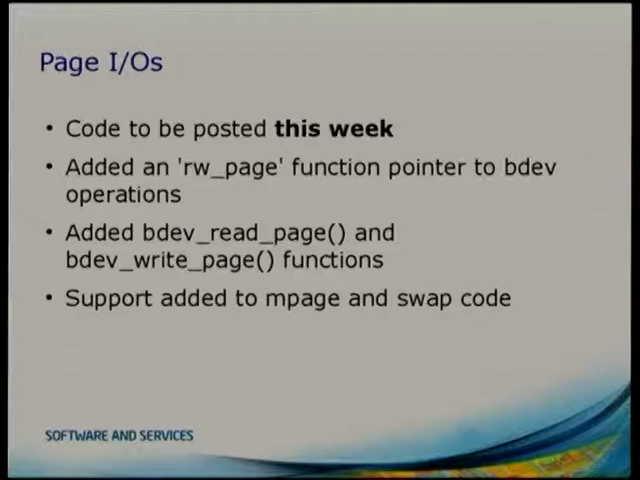 Page I/Os
• Code to be posted this week
• Added an 'rw_page' function pointer to bdev
operations
• Added bdev_read_page() and
bdev_write_page() functions
• Support added to mpage and swap code
SOFTWARE AND SERVICES